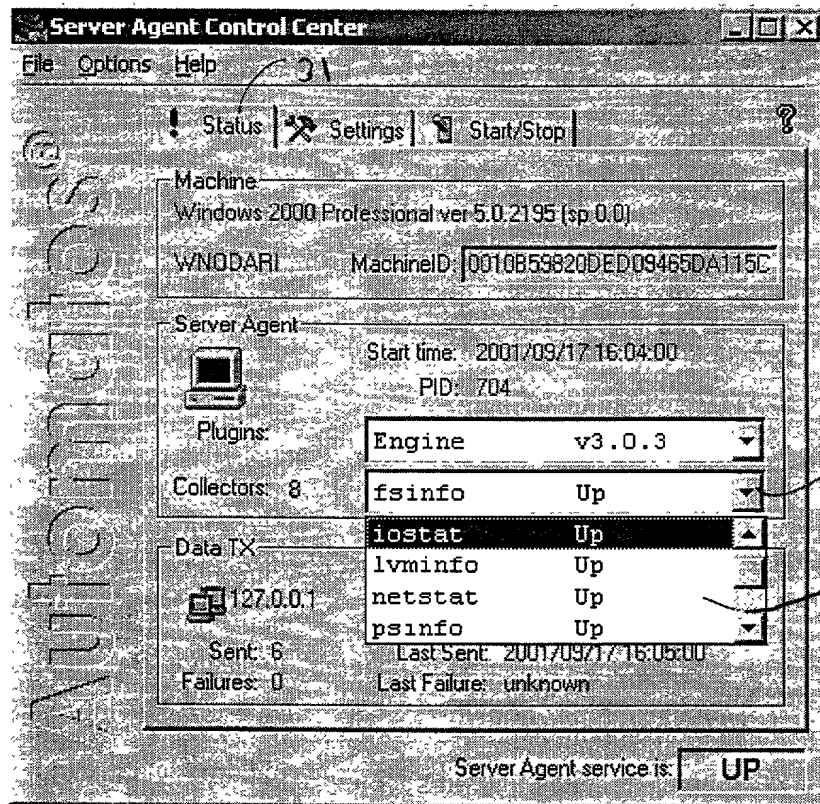 Server Agent Control Center
File Options Help
31
! Status Settings Start/Stop ?
Machine
Windows 2000 Professional ver 5.0.2195 (sp 0.0)
WNODARI MachineID: 0010B59820DED09465DA115C
Server Agent
Start time: 2001/09/17 16:04:00
PID: 704
Plugins: Engine v3.0.3
Collectors: 8 fsinfo Up
iostat Up
lvminfo Up
netstat Up
psinfo Up
Data TX
127.0.0.1
Sent: 6 Last Sent: 2001/09/17 16:05:00
Failures: 0 Last Failure: unknown
Server Agent service is: UP
Automatos@